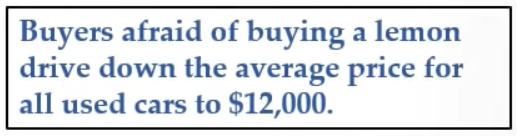 Buyers afraid of buying a lemon
drive down the average price for
all used cars to $12,000.